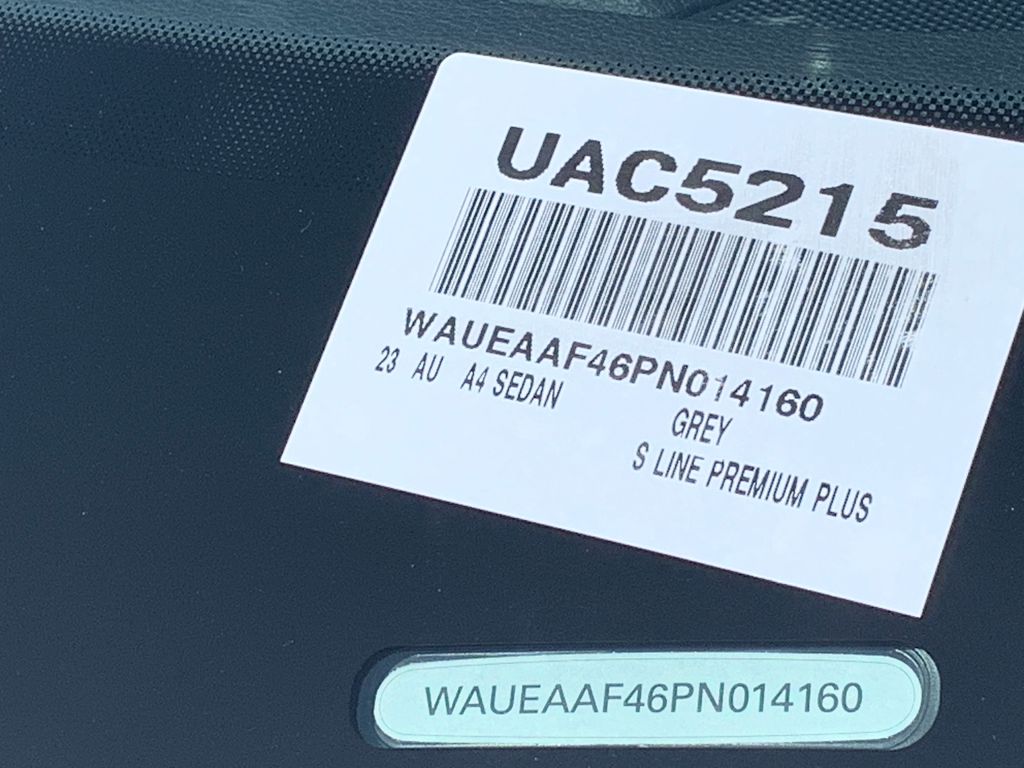 UAC5215
WAUEAAF46PN014160
23 AU A4 SEDAN
GREY
S LINE PREMIUM PLUS
WAUEAAF46PN014160